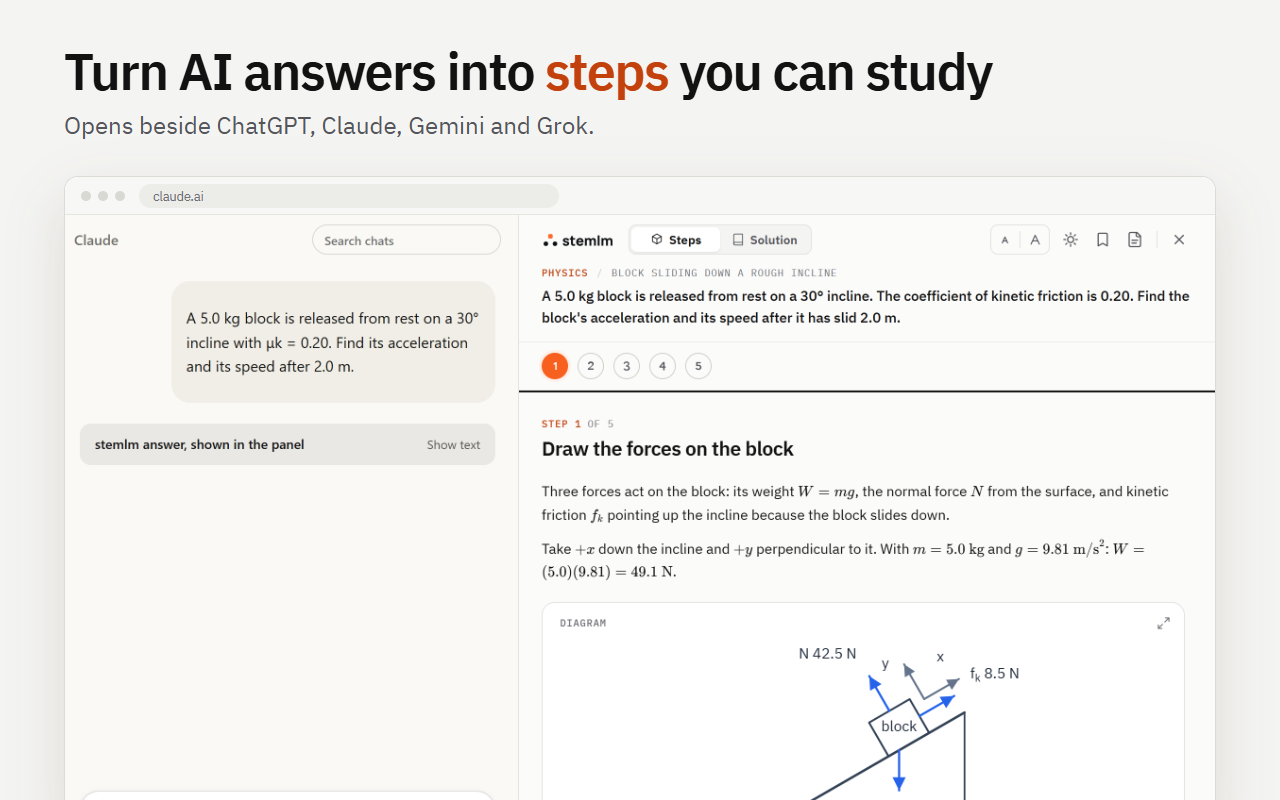 Turn AI answers into steps you can study
Opens beside ChatGPT, Claude, Gemini and Grok.
claude.ai
Claude
Search chats
A 5.0 kg block is released from rest on a 30°
incline with μk = 0.20. Find its acceleration
and its speed after 2.0 m.
stemlm answer, shown in the panel
Show text
stemlm
Steps
Solution
A
A
PHYSICS / BLOCK SLIDING DOWN A ROUGH INCLINE
A 5.0 kg block is released from rest on a 30° incline. The coefficient of kinetic friction is 0.20. Find the
block's acceleration and its speed after it has slid 2.0 m.
1
2
3
4
5
STEP 1 OF 5
Draw the forces on the block
Three forces act on the block: its weight W = mg, the normal force N from the surface, and kinetic
friction fₖ pointing up the incline because the block slides down.
Take +x down the incline and +y perpendicular to it. With m = 5.0 kg and g = 9.81 m/s²: W =
(5.0)(9.81) = 49.1 N.
DIAGRAM
N 42.5 N
y
x
fₖ 8.5 N
block